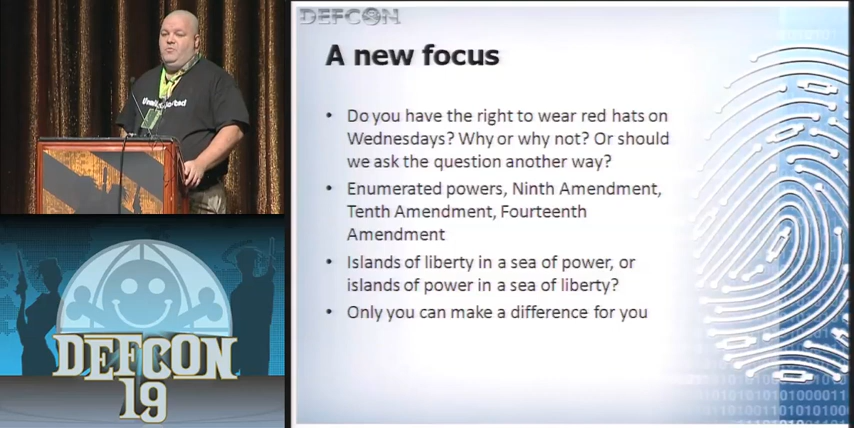 DEFCON
A new focus
• Do you have the right to wear red hats on
Wednesdays? Why or why not? Or should
we ask the question another way?
• Enumerated powers, Ninth Amendment,
Tenth Amendment, Fourteenth
Amendment
• Islands of liberty in a sea of power, or
islands of power in a sea of liberty?
• Only you can make a difference for you
DEFCON
19